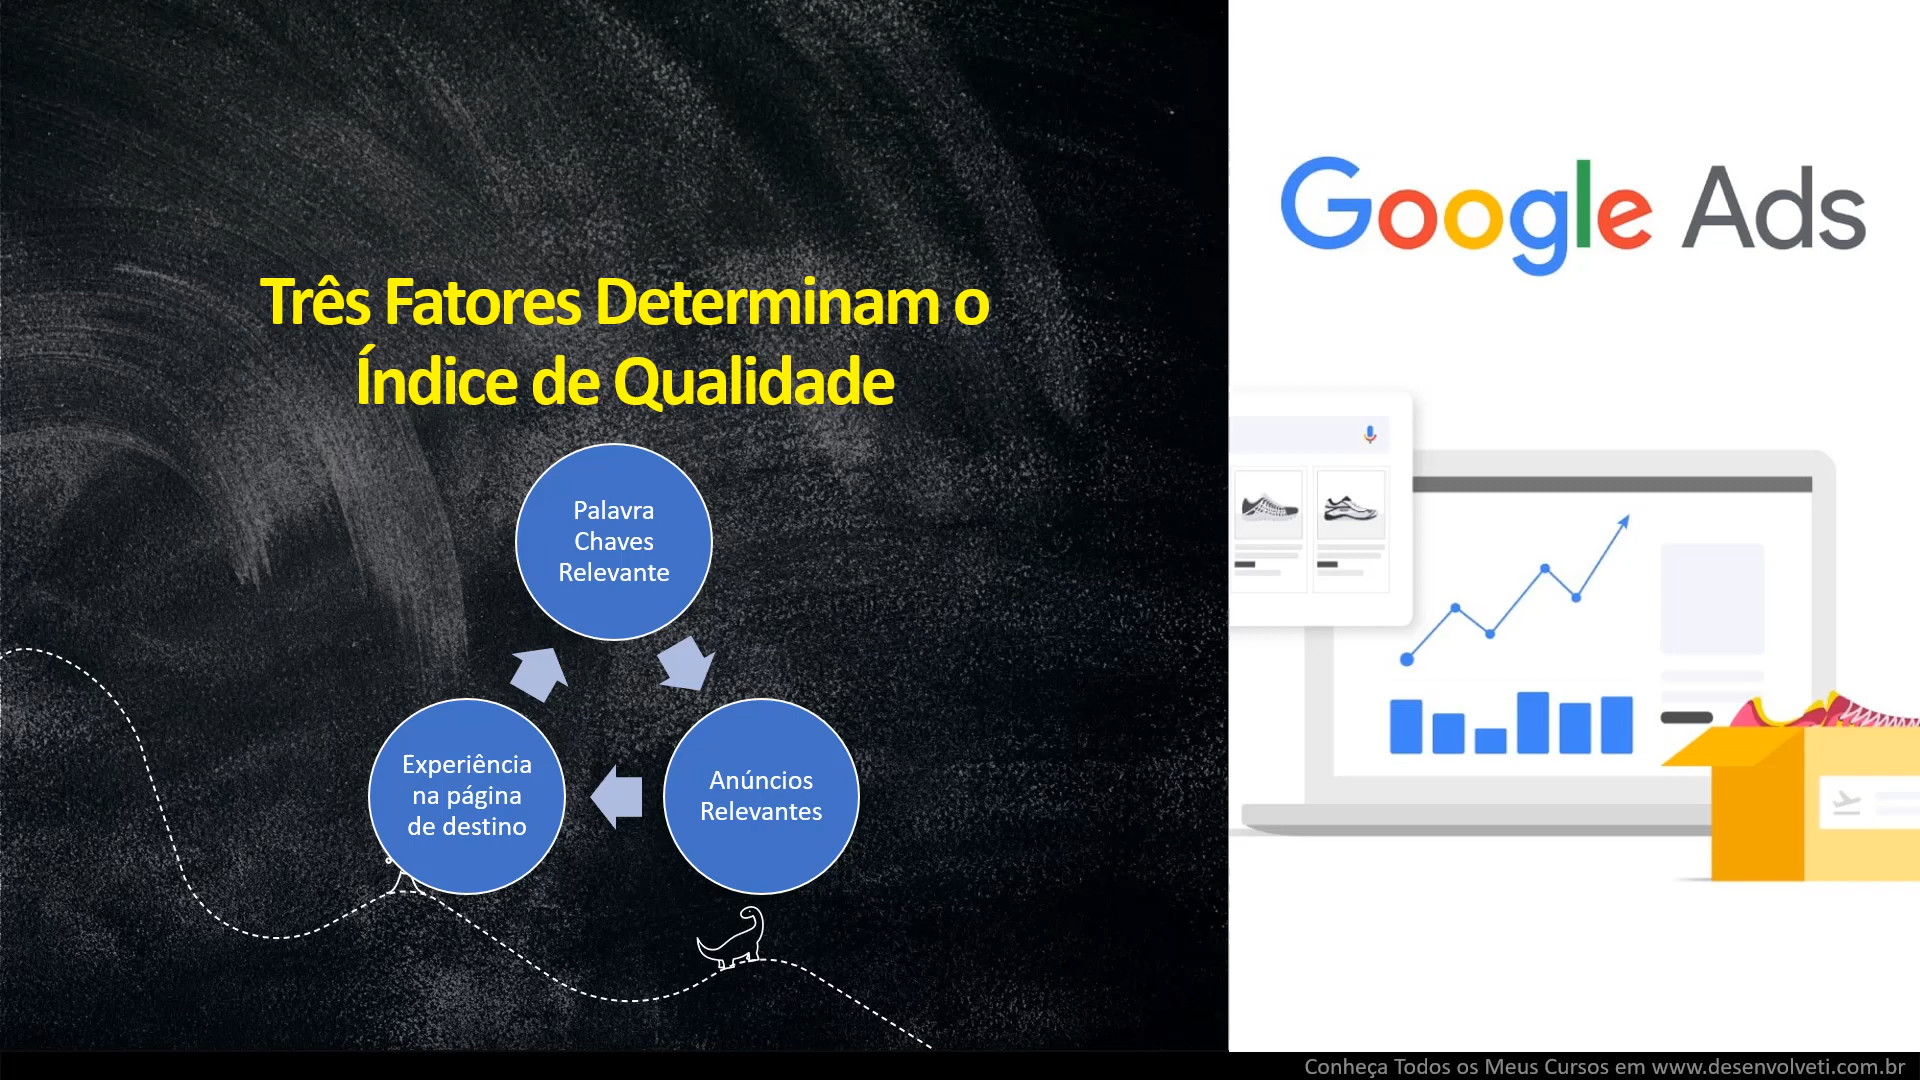 Três Fatores Determinam o
Índice de Qualidade
Palavra
Chaves
Relevante
Experiência
na página
de destino
Anúncios
Relevantes
Google Ads
Conheça Todos os Meus Cursos em www.desenvolveti.com.br